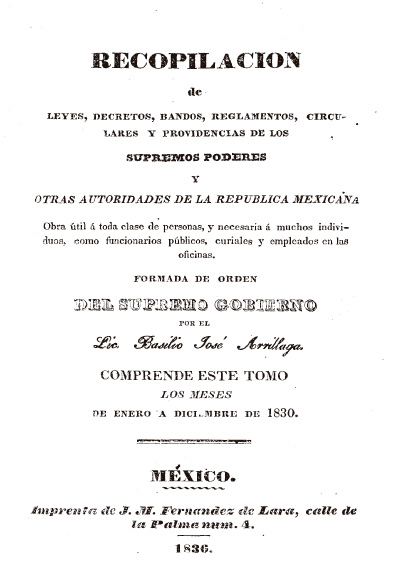 RECOPILACION
de
LEYES, DECRETOS, BANDOS, REGLAMENTOS, CIRCU-
LARES Y PROVIDENCIAS DE LOS
SUPREMOS PODERES
Y
OTRAS AUTORIDADES DE LA REPUBLICA MEXICANA
Obra útil á toda clase de personas, y necesaria á muchos indivi-
duos, como funcionarios públicos, curiales y empleados en las
oficinas.
FORMADA DE ORDEN
DEL SUPREMO GOBIERNO
POR EL
Lic. Basilio José Arrillaga.
COMPRENDE ESTE TOMO
LOS MESES
DE ENERO A DICIEMBRE DE 1830.
MÉXICO.
Imprenta de J. M. Fernandez de Lara, calle de
la Palma num. 4.
1836.